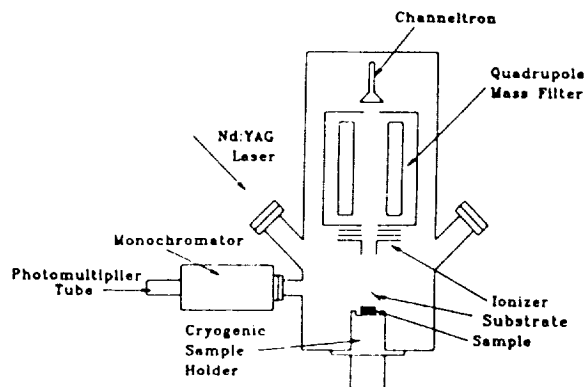 Channeltron
Quadrupole
Mass Filter
Nd:YAG
Laser
Monochromator
Photomultiplier
Tube
Ionizer
Substrate
Sample
Cryogenic
Sample
Holder